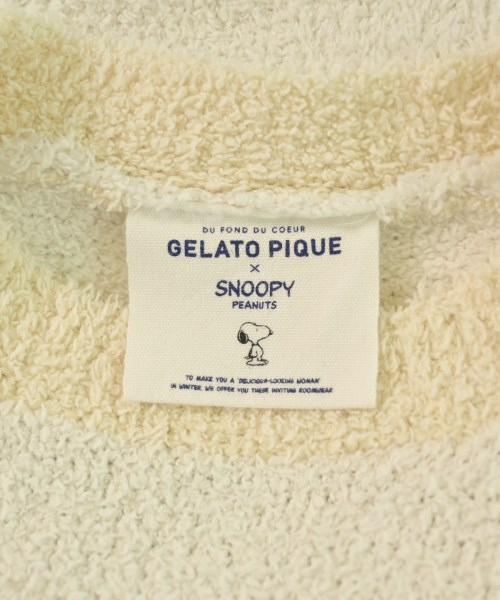 DU FOND DU COEUR
GELATO PIQUE
×
SNOOPY
PEANUTS
TO MAKE YOU A 'DELICIOUS-LOOKING WOMAN'
IN WINTER, WE OFFER YOU THESE INVITING ROOMWEAR